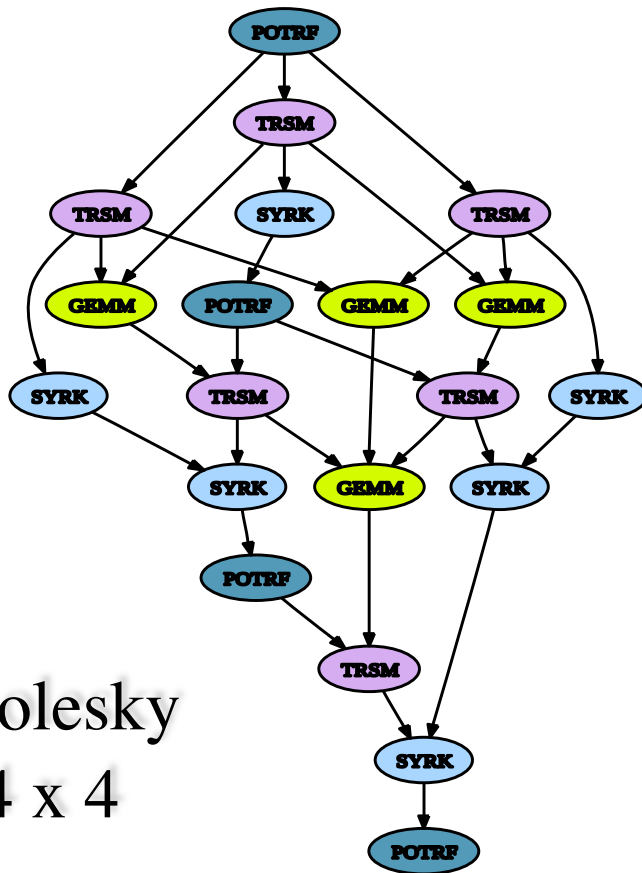 POTRF
TRSM
TRSM SYRK TRSM
GEMM POTRF GEMM GEMM
SYRK TRSM TRSM SYRK
SYRK GEMM SYRK
POTRF
TRSM
olesky
SYRK
4 x 4
POTRF